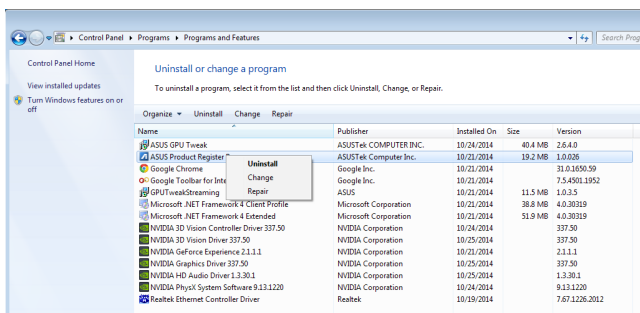 Control Panel ▸ Programs ▸ Programs and Features
Search Prog
Control Panel Home
View installed updates
Turn Windows features on or
off
Uninstall or change a program
To uninstall a program, select it from the list and then click Uninstall, Change, or Repair.
Organize Uninstall Change Repair
Name Publisher Installed On Size Version
ASUS GPU Tweak ASUSTek COMPUTER INC. 10/24/2014 40.4 MB 2.6.4.0
ASUS Product Register ASUSTek Computer Inc. 10/21/2014 19.2 MB 1.0.026
Google Chrome Google Inc. 10/21/2014 31.0.1650.59
Google Toolbar for Inte Google Inc. 10/21/2014 7.5.4501.1952
GPUTweakStreaming ASUS 10/21/2014 11.5 MB 1.0.3.5
Microsoft .NET Framework 4 Client Profile Microsoft Corporation 10/21/2014 38.8 MB 4.0.30319
Microsoft .NET Framework 4 Extended Microsoft Corporation 10/21/2014 51.9 MB 4.0.30319
NVIDIA 3D Vision Controller Driver 337.50 NVIDIA Corporation 10/24/2014 337.50
NVIDIA 3D Vision Driver 337.50 NVIDIA Corporation 10/25/2014 337.50
NVIDIA GeForce Experience 2.1.1.1 NVIDIA Corporation 10/21/2014 2.1.1.1
NVIDIA Graphics Driver 337.50 NVIDIA Corporation 10/25/2014 337.50
NVIDIA HD Audio Driver 1.3.30.1 NVIDIA Corporation 10/25/2014 1.3.30.1
NVIDIA PhysX System Software 9.13.1220 NVIDIA Corporation 10/24/2014 9.13.1220
Realtek Ethernet Controller Driver Realtek 10/19/2014 7.67.1226.2012
Uninstall
Change
Repair